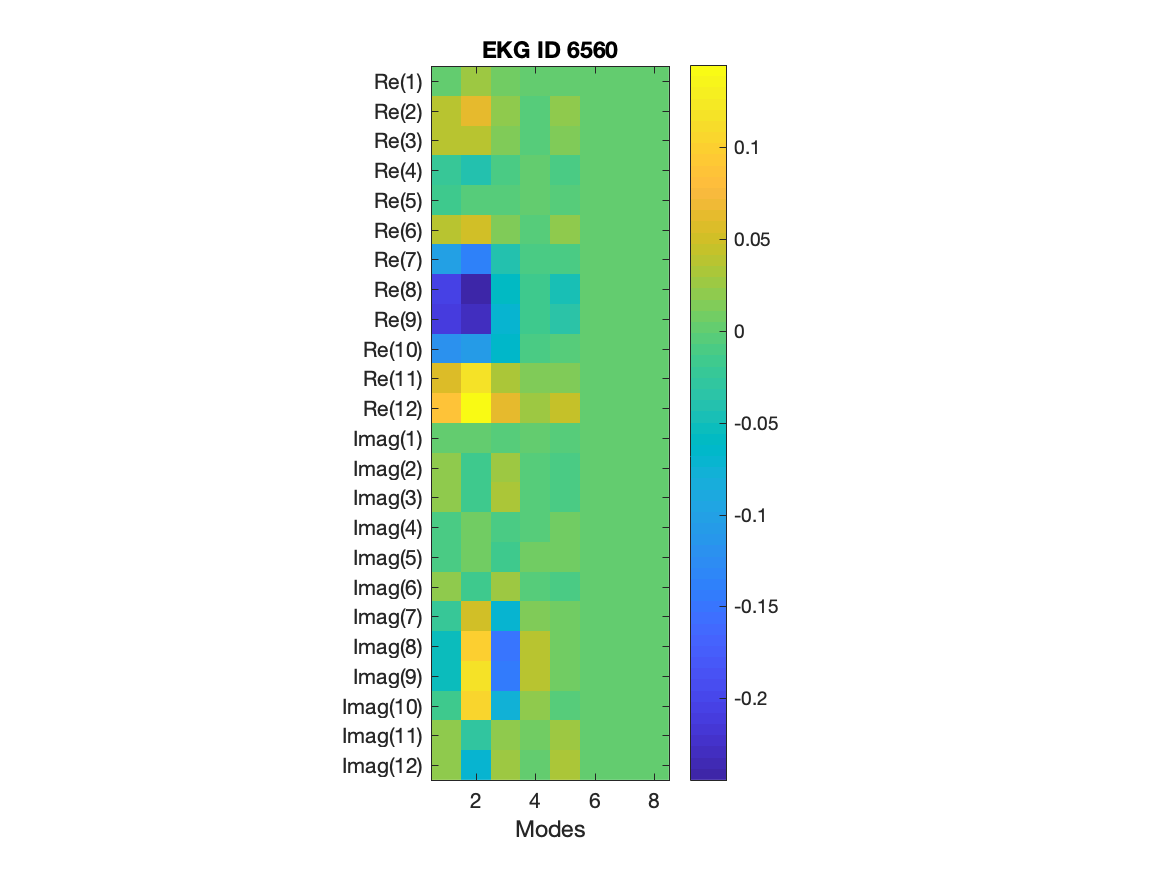 EKG ID 6560
Re(1)
Re(2)
Re(3)
Re(4)
Re(5)
Re(6)
Re(7)
Re(8)
Re(9)
Re(10)
Re(11)
Re(12)
Imag(1)
Imag(2)
Imag(3)
Imag(4)
Imag(5)
Imag(6)
Imag(7)
Imag(8)
Imag(9)
Imag(10)
Imag(11)
Imag(12)
2 4 6 8
Modes
0.1
0.05
0
-0.05
-0.1
-0.15
-0.2